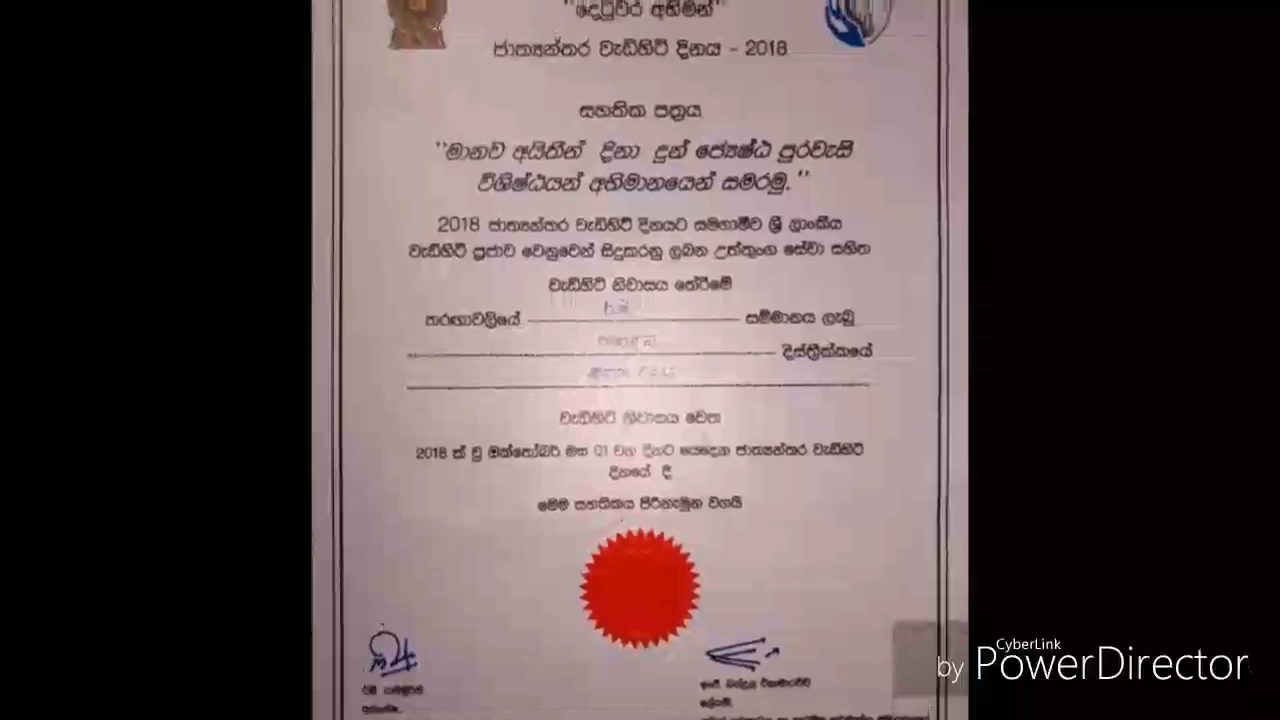 "දෙටුවිර අභිමන්"
ජාත්‍යන්තර වැඩිහිටි දිනය - 2018
සහතික පත්‍රය
"මානව අයිතීන් දිනා දුන් ජ්‍යෙෂ්ඨ පුරවැසි
විශිෂ්ඨයන් අභිමානයෙන් සමරමු."
2018 ජාත්‍යන්තර වැඩිහිටි දිනයට සමගාමීව ශ්‍රී ලාංකීය
වැඩිහිටි ප්‍රජාව වෙනුවෙන් සිදුකරනු ලබන උත්තුංග සේවා සහිත
වැඩිහිටි නිවාසය තේරීමේ
තරඟාවලියේ සම්මානය ලැබූ
දිස්ත්‍රීක්කයේ
වැඩිහිටි නිවාසය වෙත
2018 ක් වූ ඔක්තෝබර් මස 01 වන දිනට යෙදෙන ජාත්‍යන්තර වැඩිහිටි
දිනයේ දී
මෙම සහතිකය පිරිනැමුන වගයි
ලේකම්,
CyberLink
by PowerDirector